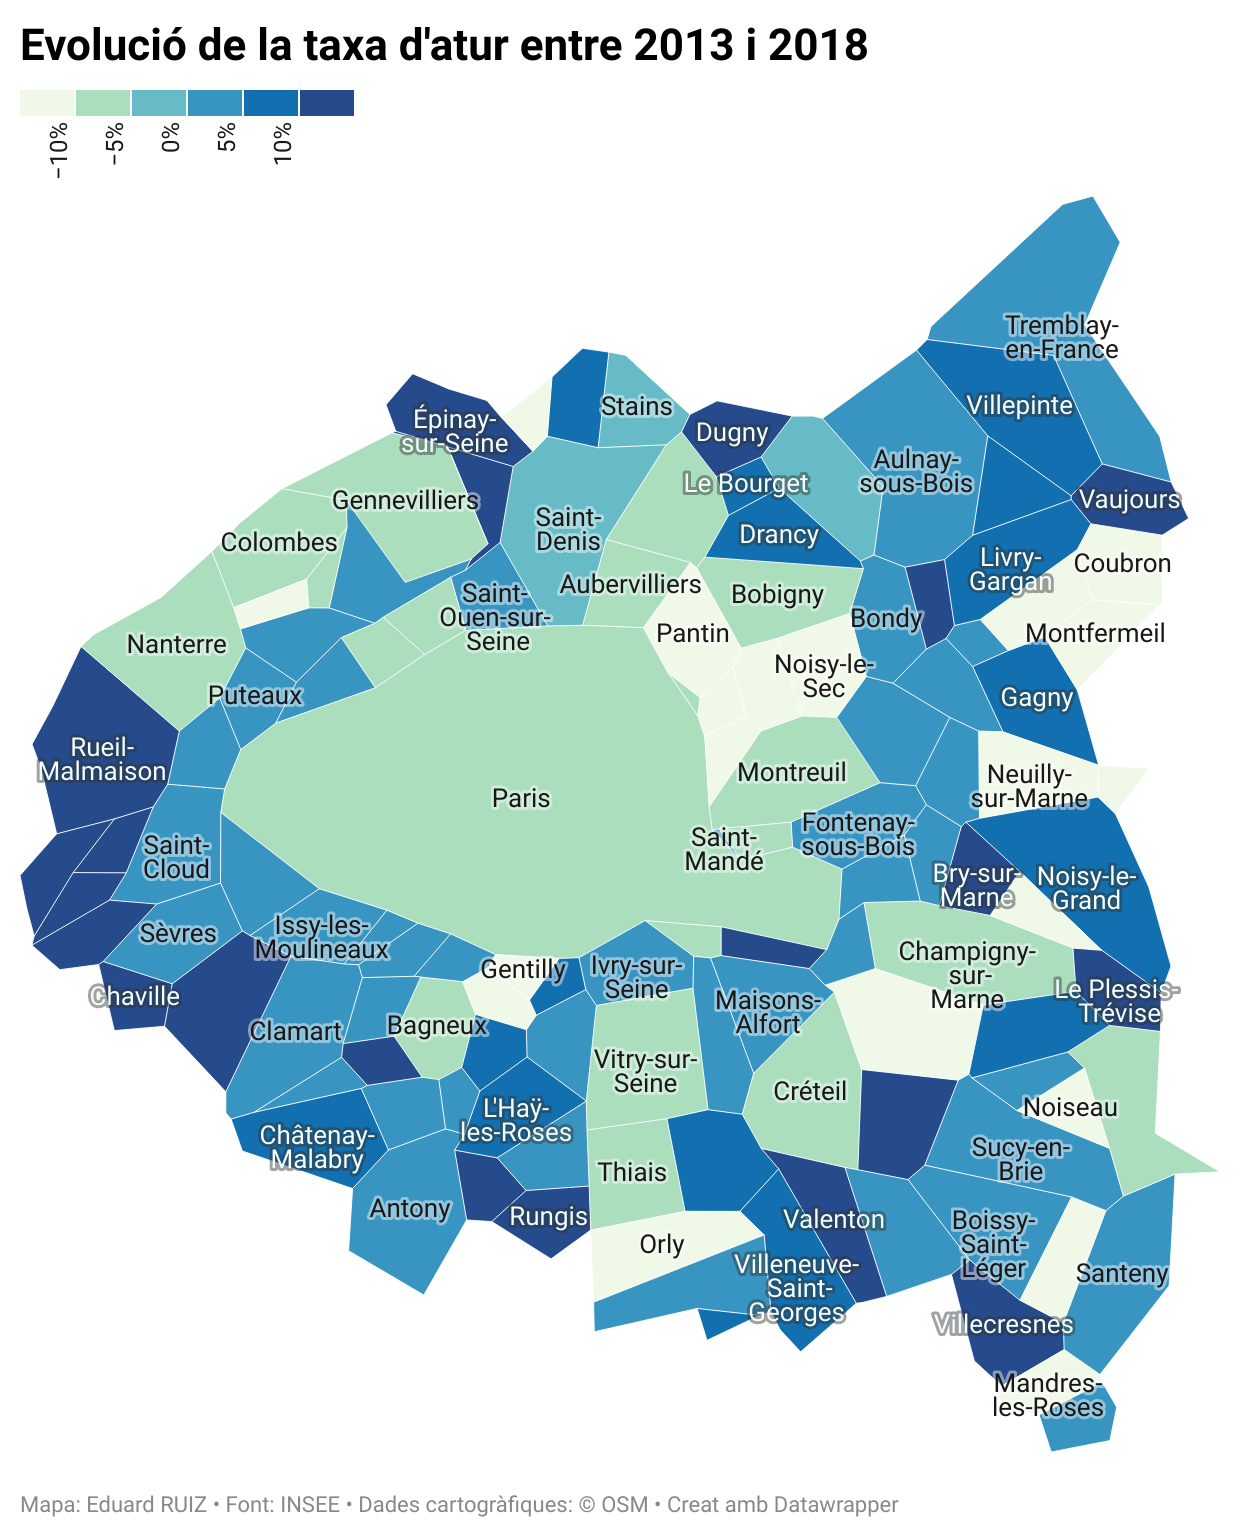 Evolució de la taxa d'atur entre 2013 i 2018
−10%
−5%
0%
5%
10%
Tremblay-
en-France
Villepinte
Stains
Épinay-
sur-Seine
Dugny
Aulnay-
sous-Bois
Le Bourget
Vaujours
Gennevilliers
Saint-
Denis
Drancy
Colombes
Livry-
Gargan
Coubron
Aubervilliers
Bobigny
Saint-
Ouen-sur-
Seine
Bondy
Pantin
Montfermeil
Nanterre
Noisy-le-
Sec
Puteaux
Gagny
Rueil-
Malmaison
Montreuil
Neuilly-
sur-Marne
Paris
Saint-
Mandé
Fontenay-
sous-Bois
Saint-
Cloud
Bry-sur-
Marne
Noisy-le-
Grand
Sèvres
Issy-les-
Moulineaux
Champigny-
sur-
Marne
Gentilly
Ivry-sur-
Seine
Chaville
Le Plessis-
Trévise
Maisons-
Alfort
Clamart
Bagneux
Vitry-sur-
Seine
Créteil
Noiseau
L'Haÿ-
les-Roses
Châtenay-
Malabry
Sucy-en-
Brie
Thiais
Antony
Rungis
Valenton
Boissy-
Saint-
Léger
Orly
Villeneuve-
Saint-
Georges
Santeny
Villecresnes
Mandres-
les-Roses
Mapa: Eduard RUIZ • Font: INSEE • Dades cartogràfiques: © OSM • Creat amb Datawrapper